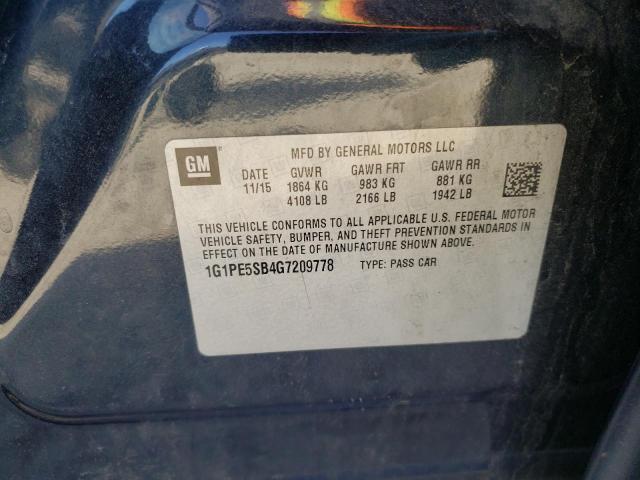 GM
MFD BY GENERAL MOTORS LLC
DATE GVWR GAWR FRT GAWR RR
11/15 1864 KG 983 KG 881 KG
4108 LB 2166 LB 1942 LB
THIS VEHICLE CONFORMS TO ALL APPLICABLE U.S. FEDERAL MOTOR
VEHICLE SAFETY, BUMPER, AND THEFT PREVENTION STANDARDS IN
EFFECT ON THE DATE OF MANUFACTURE SHOWN ABOVE.
1G1PE5SB4G7209778 TYPE: PASS CAR